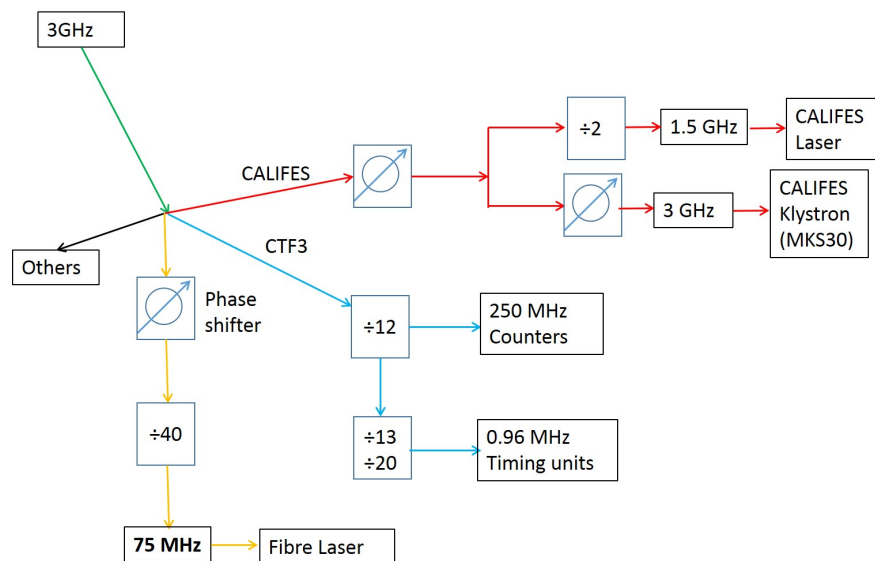 3GHz
CALIFES
÷2
1.5 GHz
CALIFES
Laser
3 GHz
CALIFES
Klystron
(MKS30)
Others
CTF3
Phase
shifter
÷12
250 MHz
Counters
÷40
÷13
÷20
0.96 MHz
Timing units
75 MHz
Fibre Laser